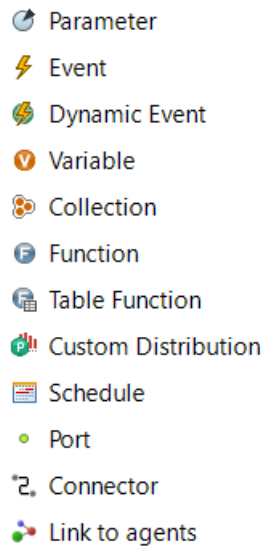 Parameter
Event
Dynamic Event
Variable
Collection
Function
Table Function
Custom Distribution
Schedule
Port
Connector
Link to agents